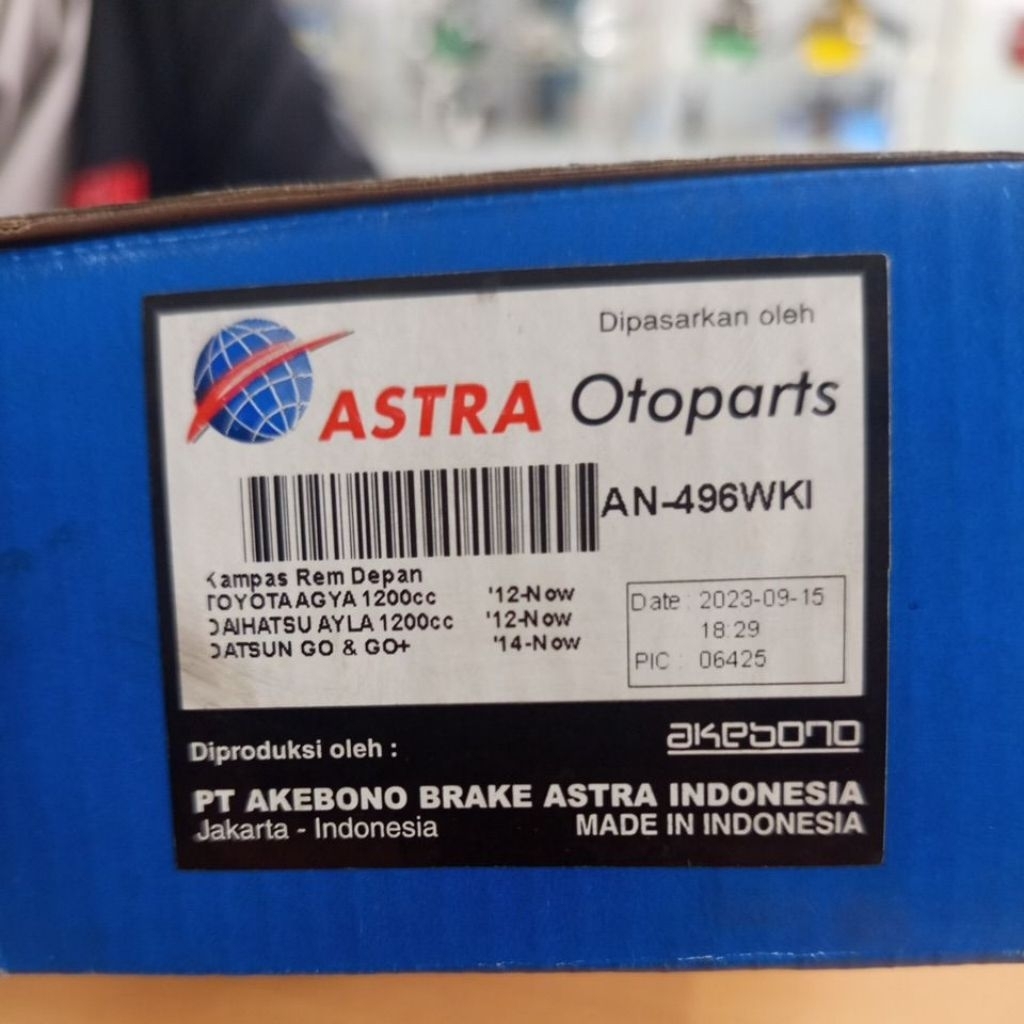 Dipasarkan oleh
ASTRA Otoparts
AN-496WKI
Kampas Rem Depan
TOYOTA AGYA 1200cc '12-Now
DAIHATSU AYLA 1200cc '12-Now
DATSUN GO & GO+ '14-Now
Date : 2023-09-15
18:29
PIC : 06425
Diproduksi oleh :
akebono
PT AKEBONO BRAKE ASTRA INDONESIA
Jakarta - Indonesia
MADE IN INDONESIA